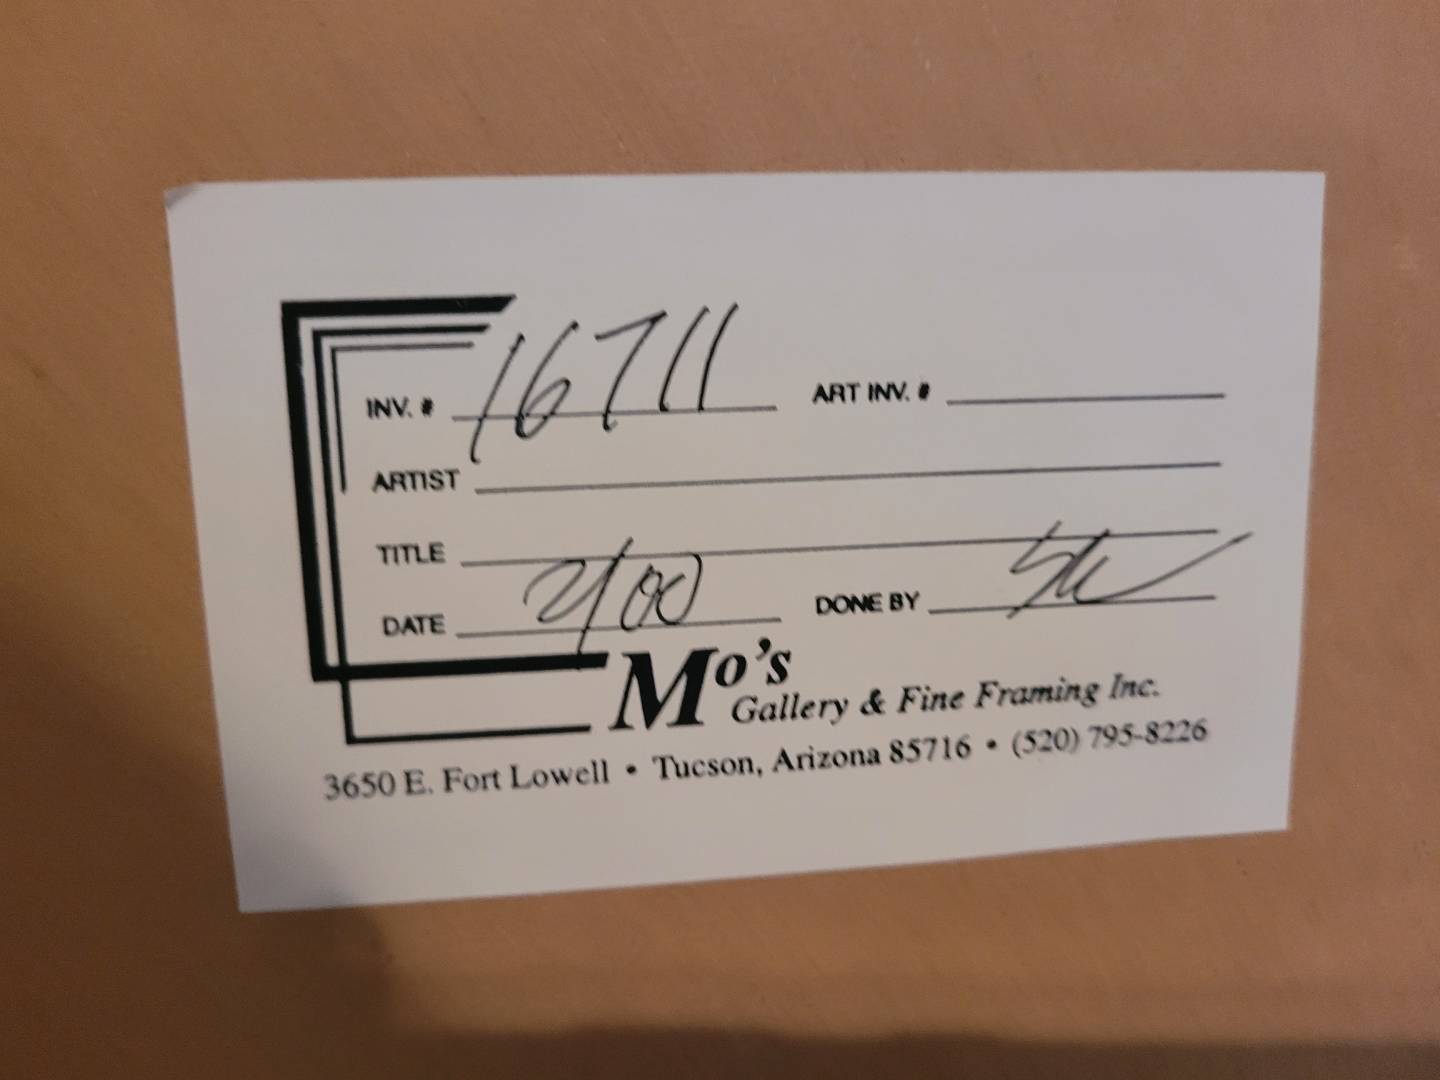 INV. # 16711 ART INV. #
ARTIST
TITLE
DATE 2/00 DONE BY
Mo's
Gallery & Fine Framing Inc.
3650 E. Fort Lowell • Tucson, Arizona 85716 • (520) 795-8226